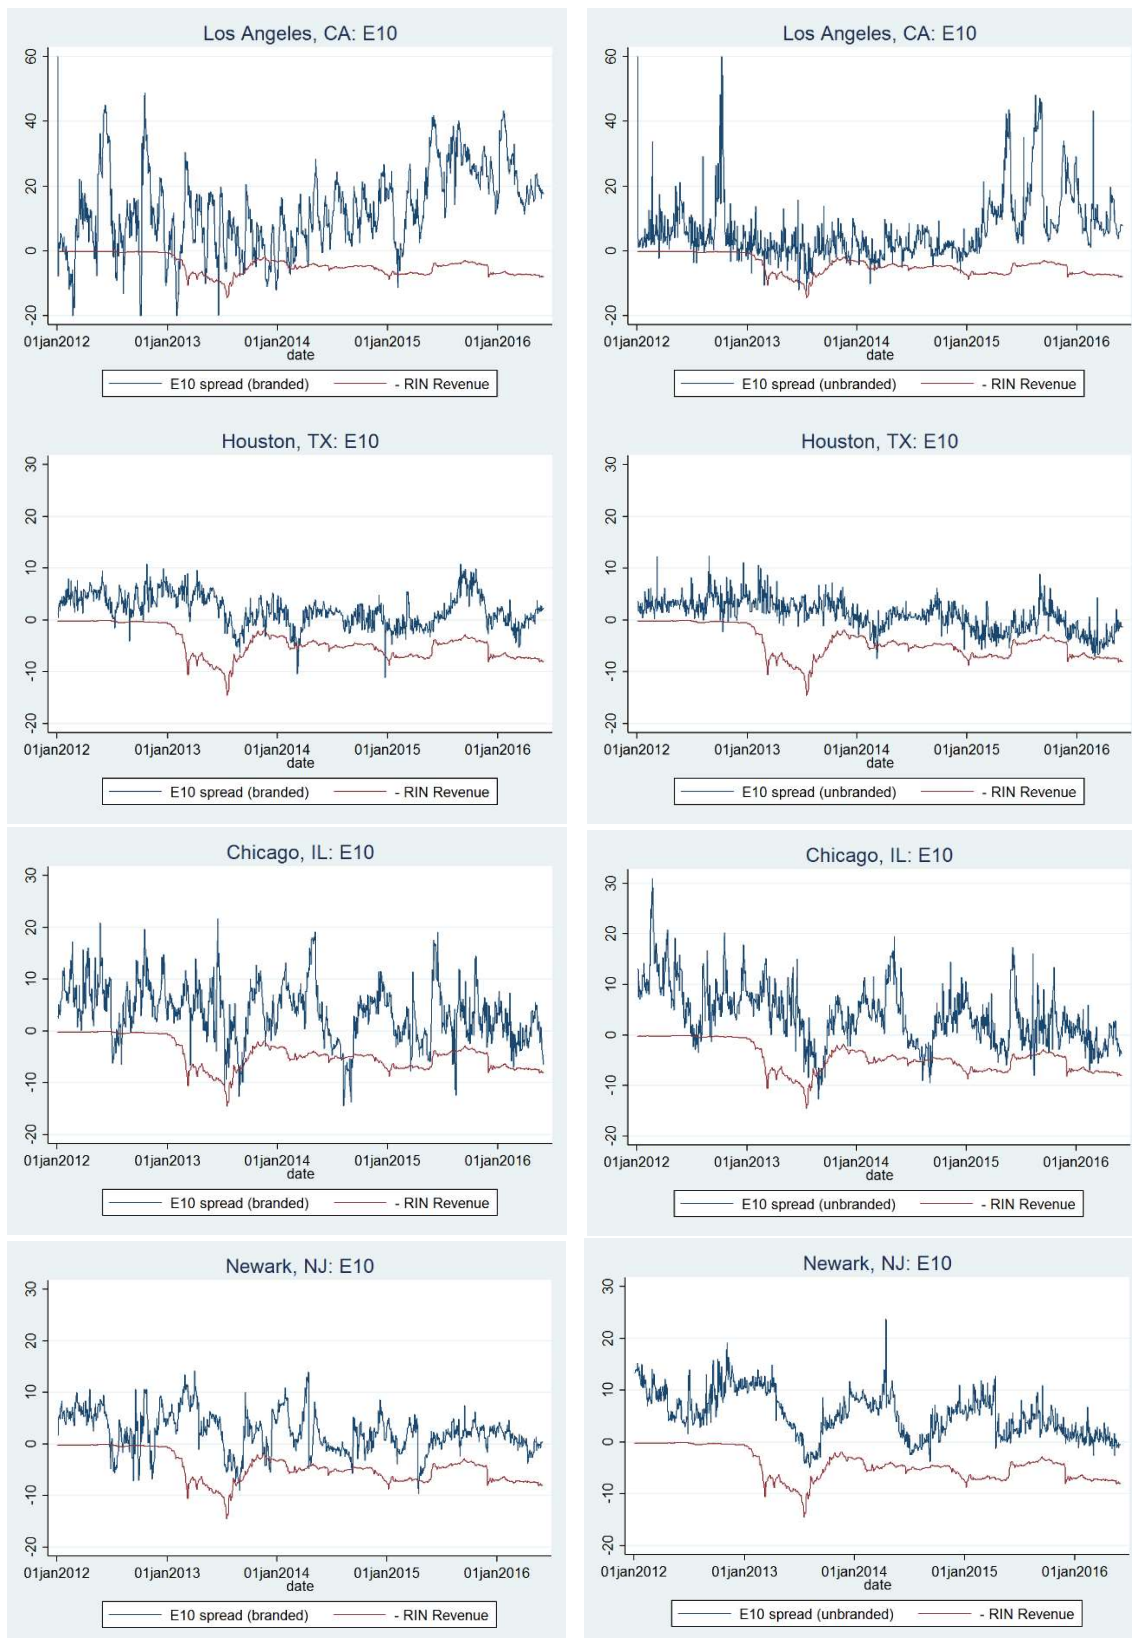 Los Angeles, CA: E10
60
40
20
0
-20
01jan2012 01jan2013 01jan2014 01jan2015 01jan2016
date
E10 spread (branded) - RIN Revenue
Los Angeles, CA: E10
60
40
20
0
-20
01jan2012 01jan2013 01jan2014 01jan2015 01jan2016
date
E10 spread (unbranded) - RIN Revenue
Houston, TX: E10
30
20
10
0
-10
-20
01jan2012 01jan2013 01jan2014 01jan2015 01jan2016
date
E10 spread (branded) - RIN Revenue
Houston, TX: E10
30
20
10
0
-10
-20
01jan2012 01jan2013 01jan2014 01jan2015 01jan2016
date
E10 spread (unbranded) - RIN Revenue
Chicago, IL: E10
30
20
10
0
-10
-20
01jan2012 01jan2013 01jan2014 01jan2015 01jan2016
date
E10 spread (branded) - RIN Revenue
Chicago, IL: E10
30
20
10
0
-10
-20
01jan2012 01jan2013 01jan2014 01jan2015 01jan2016
date
E10 spread (unbranded) - RIN Revenue
Newark, NJ: E10
30
20
10
0
-10
-20
01jan2012 01jan2013 01jan2014 01jan2015 01jan2016
date
E10 spread (branded) - RIN Revenue
Newark, NJ: E10
30
20
10
0
-10
-20
01jan2012 01jan2013 01jan2014 01jan2015 01jan2016
date
E10 spread (unbranded) - RIN Revenue